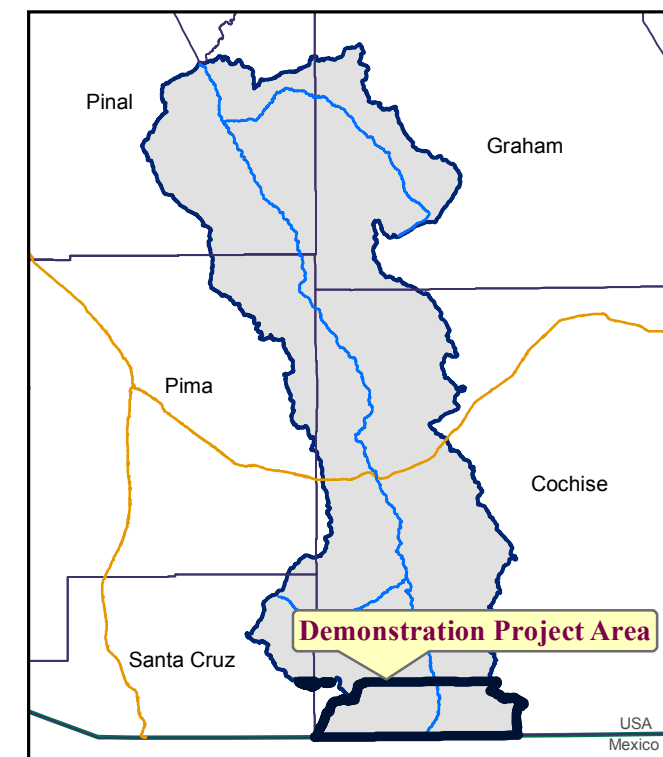 Pinal
Graham
Pima
Cochise
Demonstration Project Area
Santa Cruz
USA
Mexico